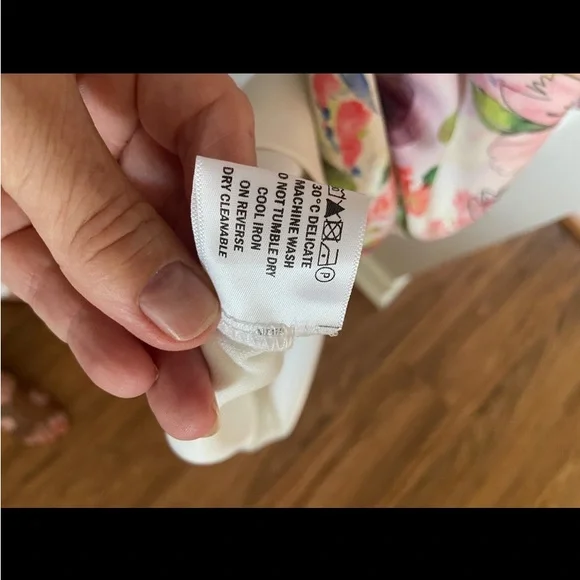 P
30°C DELICATE
MACHINE WASH
O NOT TUMBLE DRY
COOL IRON
ON REVERSE
DRY CLEANABLE